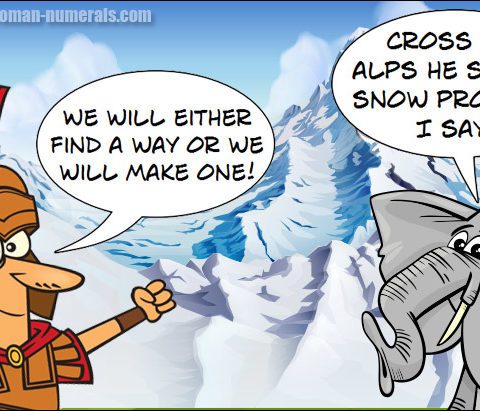 oman-numerals.com
WE WILL EITHER
FIND A WAY OR WE
WILL MAKE ONE!
CROSS
ALPS HE S
SNOW PRO
I SAY